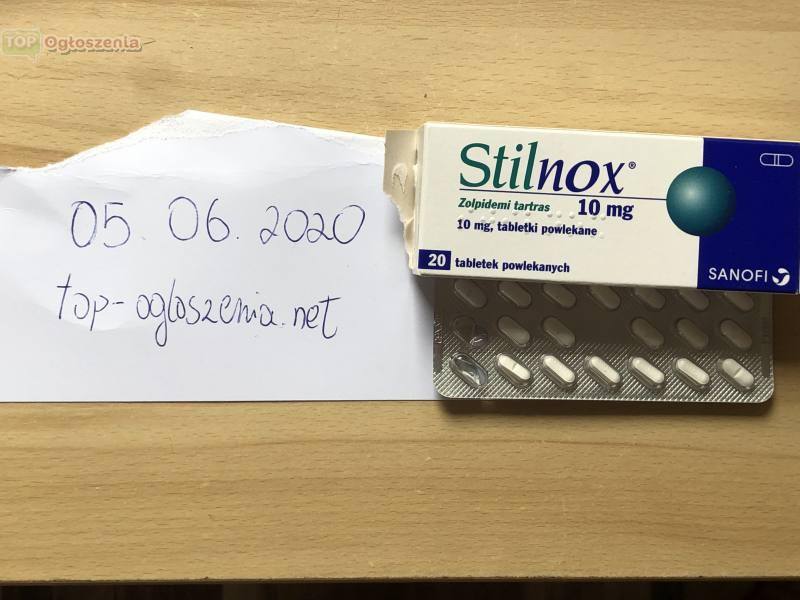 TOP Ogłoszenia
05. 06. 2020
top-ogloszenia.net
Stilnox®
Zolpidemi tartras 10 mg
10 mg, tabletki powlekane
20 tabletek powlekanych
SANOFI